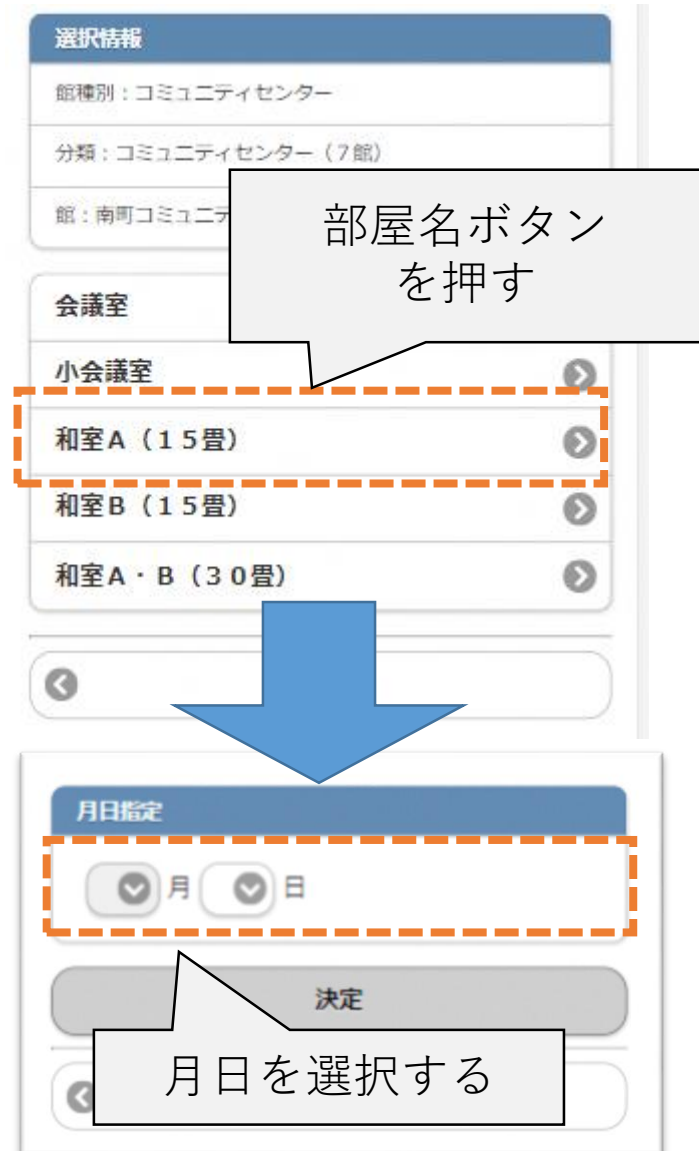 選択情報
館種別：コミュニティセンター
分類：コミュニティセンター（７館）
館：南町コミュニテ
部屋名ボタン
を押す
会議室
小会議室
和室Ａ（１５畳）
和室Ｂ（１５畳）
和室Ａ・Ｂ（３０畳）
月日指定
月 日
決定
月日を選択する